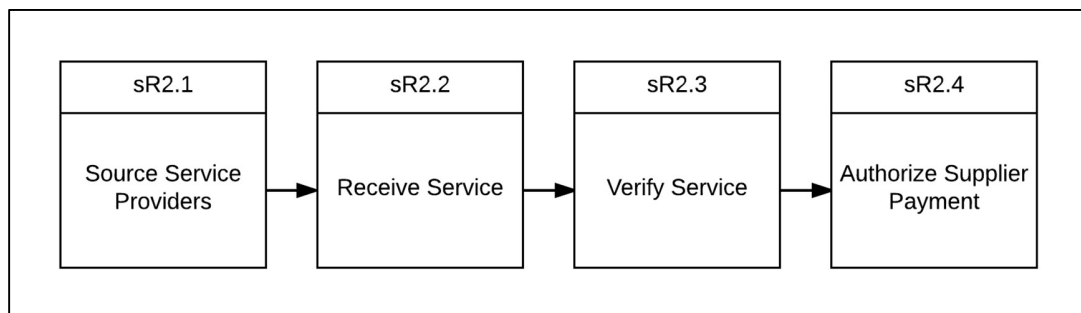 sR2.1
Source Service
Providers
sR2.2
Receive Service
sR2.3
Verify Service
sR2.4
Authorize Supplier
Payment